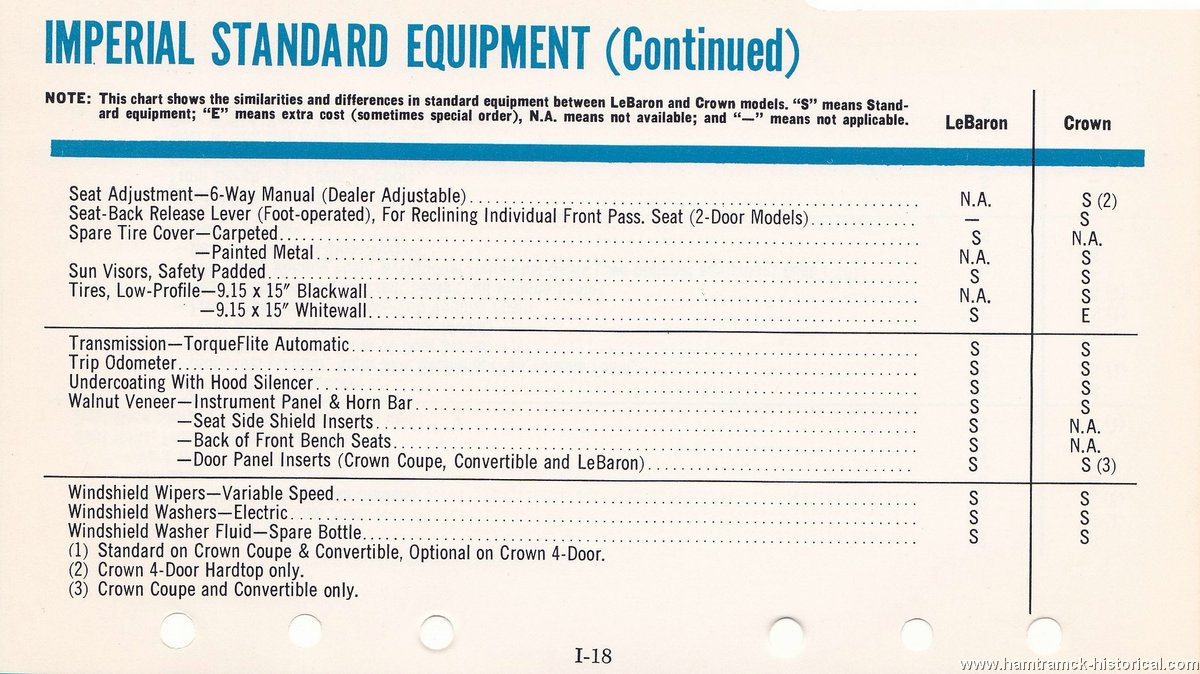 IMPERIAL STANDARD EQUIPMENT (Continued)
NOTE: This chart shows the similarities and differences in standard equipment between LeBaron and Crown models. “S” means Stand-
ard equipment; “E” means extra cost (sometimes special order), N.A. means not available; and “—” means not applicable.
LeBaron Crown
Seat Adjustment—6-Way Manual (Dealer Adjustable) N.A. S (2)
Seat-Back Release Lever (Foot-operated), For Reclining Individual Front Pass. Seat (2-Door Models) — S
Spare Tire Cover—Carpeted S N.A.
—Painted Metal N.A. S
Sun Visors, Safety Padded S S
Tires, Low-Profile—9.15 x 15″ Blackwall N.A. S
—9.15 x 15″ Whitewall S E
Transmission—TorqueFlite Automatic S S
Trip Odometer S S
Undercoating With Hood Silencer S S
Walnut Veneer—Instrument Panel & Horn Bar S S
—Seat Side Shield Inserts S N.A.
—Back of Front Bench Seats S N.A.
—Door Panel Inserts (Crown Coupe, Convertible and LeBaron) S S (3)
Windshield Wipers—Variable Speed S S
Windshield Washers—Electric S S
Windshield Washer Fluid—Spare Bottle S S
(1) Standard on Crown Coupe & Convertible, Optional on Crown 4-Door.
(2) Crown 4-Door Hardtop only.
(3) Crown Coupe and Convertible only.
I-18
www.hamtramck-historical.com